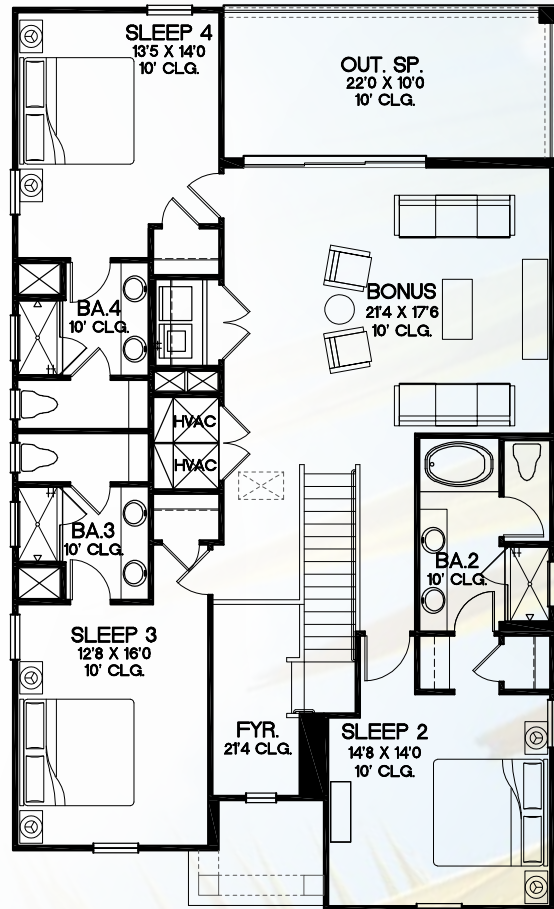 SLEEP 4
13'5 X 14'0
10' CLG.
OUT. SP.
22'0 X 10'0
10' CLG.
BA.4
10' CLG.
BONUS
21'4 X 17'6
10' CLG.
HVAC
HVAC
BA.3
10' CLG.
BA.2
10' CLG.
SLEEP 3
12'8 X 16'0
10' CLG.
FYR.
21'4 CLG.
SLEEP 2
14'8 X 14'0
10' CLG.